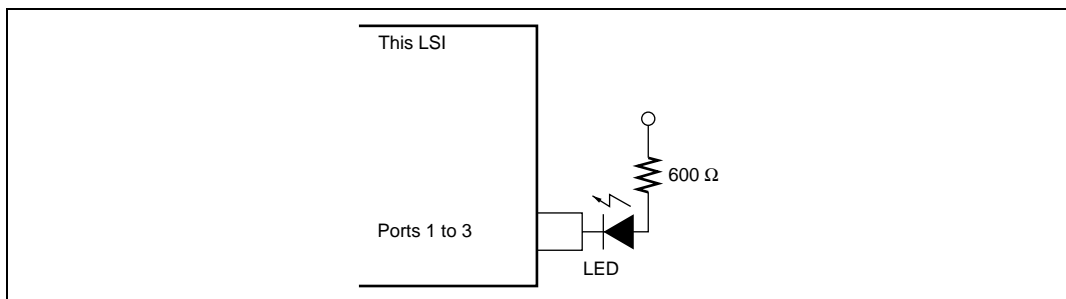 This LSI
600 Ω
Ports 1 to 3
LED